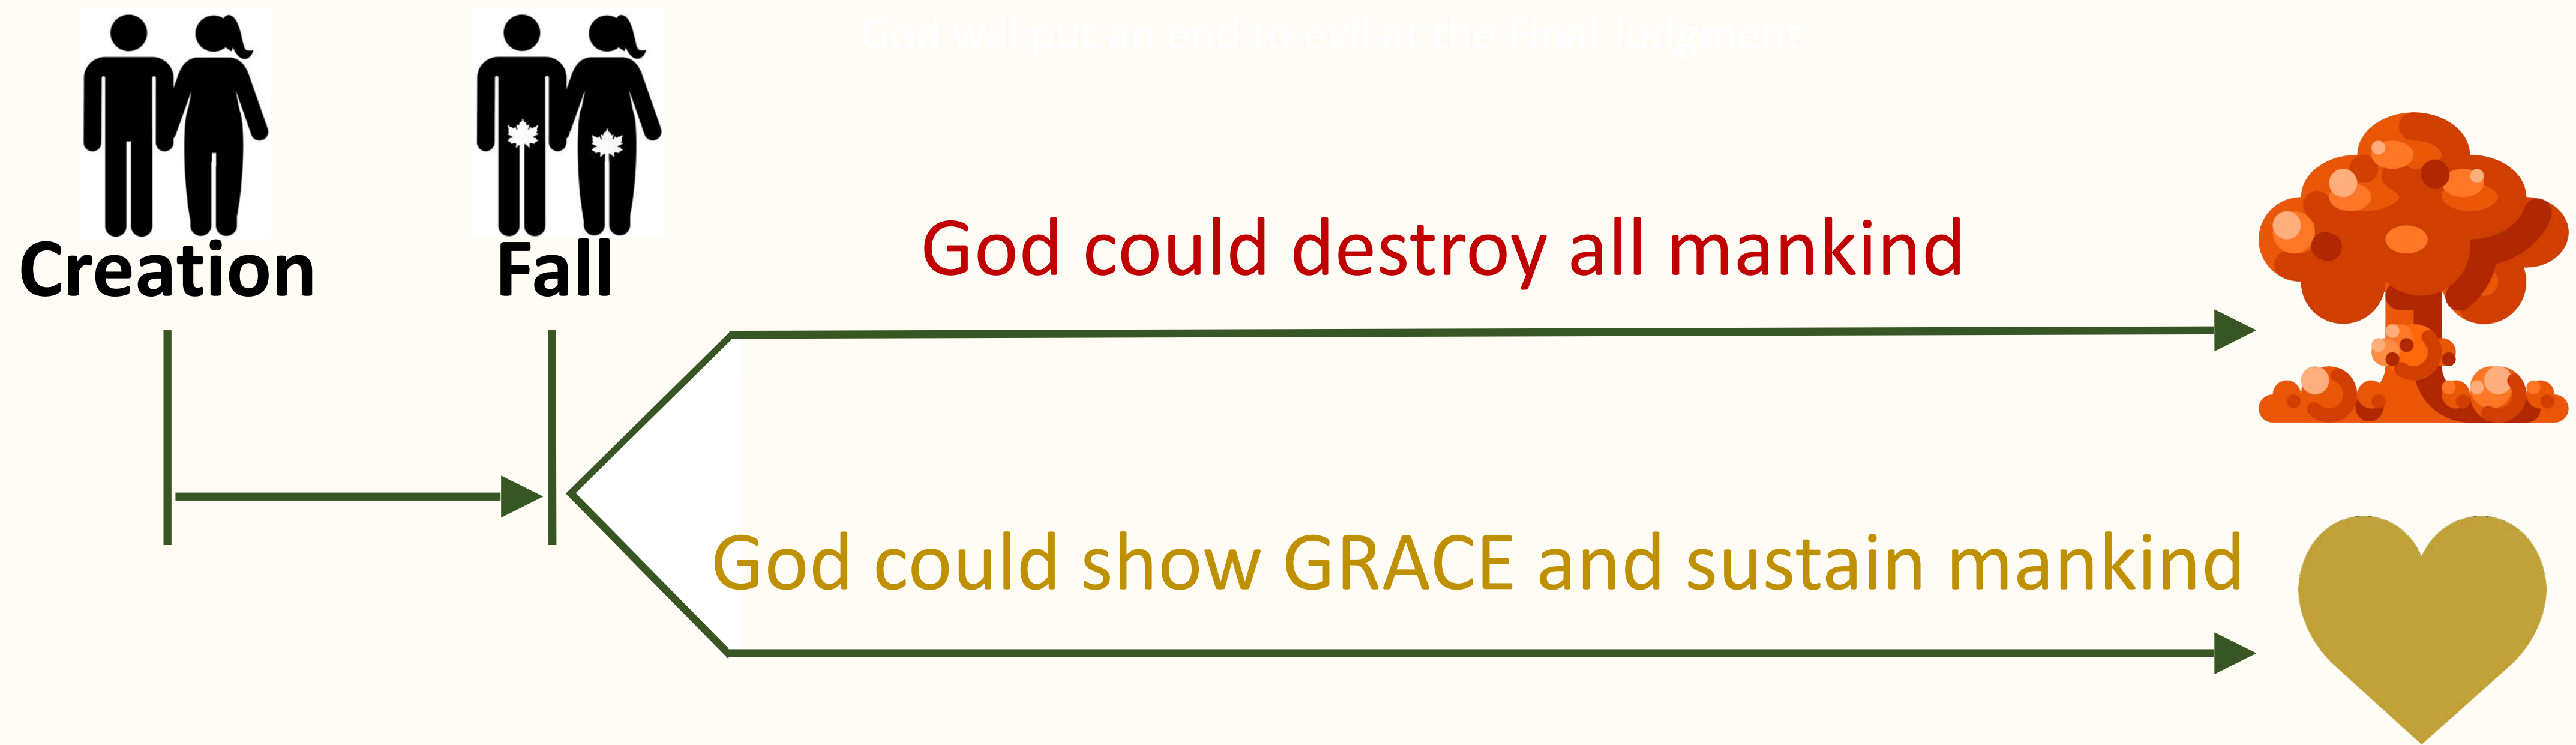 God will put an end to evil at the Final Judgment
Creation
Fall
God could destroy all mankind
God could show GRACE and sustain mankind